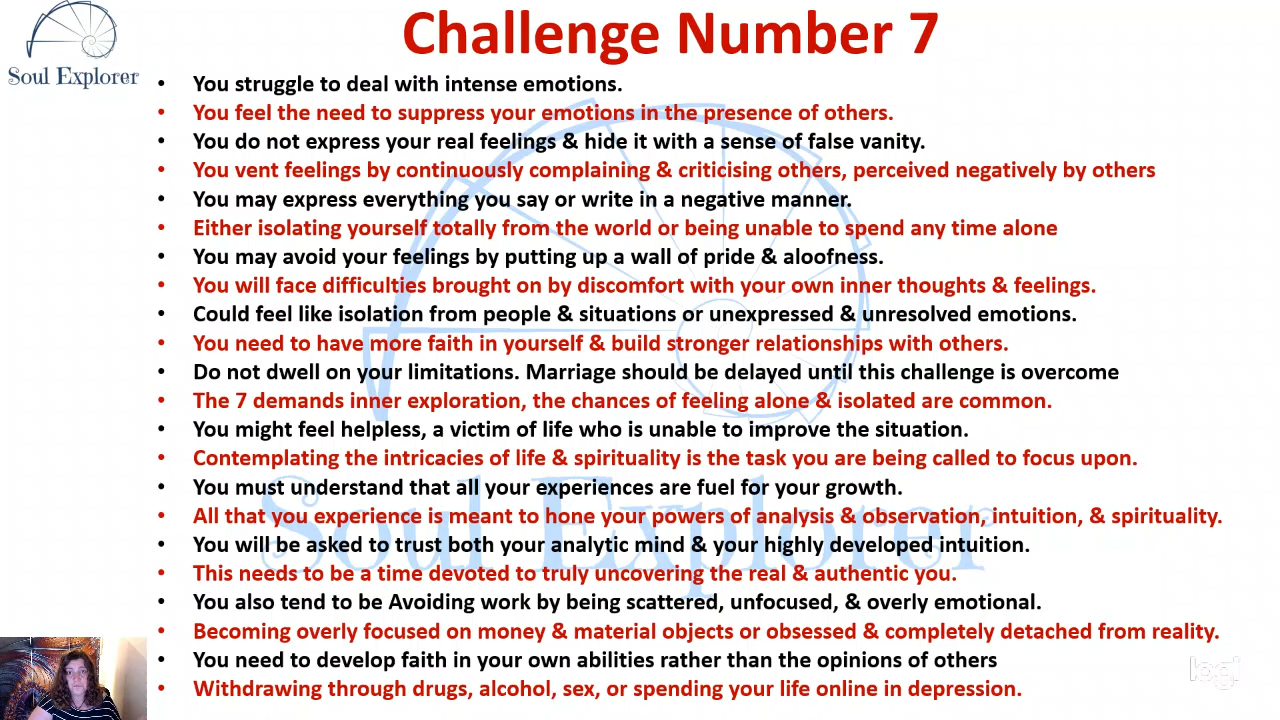 Challenge Number 7
Soul Explorer
• You struggle to deal with intense emotions.
• You feel the need to suppress your emotions in the presence of others.
• You do not express your real feelings & hide it with a sense of false vanity.
• You vent feelings by continuously complaining & criticising others, perceived negatively by others
• You may express everything you say or write in a negative manner.
• Either isolating yourself totally from the world or being unable to spend any time alone
• You may avoid your feelings by putting up a wall of pride & aloofness.
• You will face difficulties brought on by discomfort with your own inner thoughts & feelings.
• Could feel like isolation from people & situations or unexpressed & unresolved emotions.
• You need to have more faith in yourself & build stronger relationships with others.
• Do not dwell on your limitations. Marriage should be delayed until this challenge is overcome
• The 7 demands inner exploration, the chances of feeling alone & isolated are common.
• You might feel helpless, a victim of life who is unable to improve the situation.
• Contemplating the intricacies of life & spirituality is the task you are being called to focus upon.
• You must understand that all your experiences are fuel for your growth.
• All that you experience is meant to hone your powers of analysis & observation, intuition, & spirituality.
• You will be asked to trust both your analytic mind & your highly developed intuition.
• This needs to be a time devoted to truly uncovering the real & authentic you.
• You also tend to be Avoiding work by being scattered, unfocused, & overly emotional.
• Becoming overly focused on money & material objects or obsessed & completely detached from reality.
• You need to develop faith in your own abilities rather than the opinions of others
• Withdrawing through drugs, alcohol, sex, or spending your life online in depression.
Soul Explorer
logi